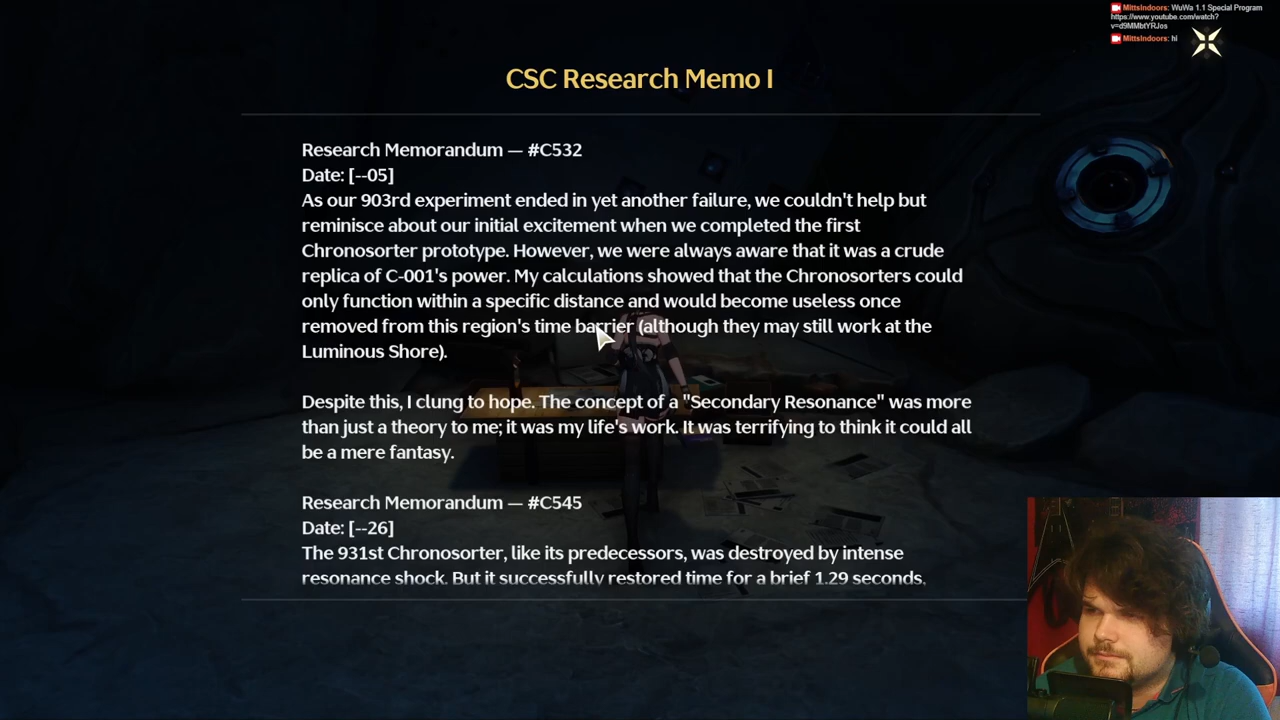 MittsIndoors: WuWa 1.1 Special Program
https://www.youtube.com/watch?
v=d9MMbtYRJos
MittsIndoors: hi
CSC Research Memo I
Research Memorandum — #C532
Date: [--05]
As our 903rd experiment ended in yet another failure, we couldn't help but
reminisce about our initial excitement when we completed the first
Chronosorter prototype. However, we were always aware that it was a crude
replica of C-001's power. My calculations showed that the Chronosorters could
only function within a specific distance and would become useless once
removed from this region's time barrier (although they may still work at the
Luminous Shore).
Despite this, I clung to hope. The concept of a "Secondary Resonance" was more
than just a theory to me; it was my life's work. It was terrifying to think it could all
be a mere fantasy.
Research Memorandum — #C545
Date: [--26]
The 931st Chronosorter, like its predecessors, was destroyed by intense
resonance shock. But it successfully restored time for a brief 1.29 seconds,